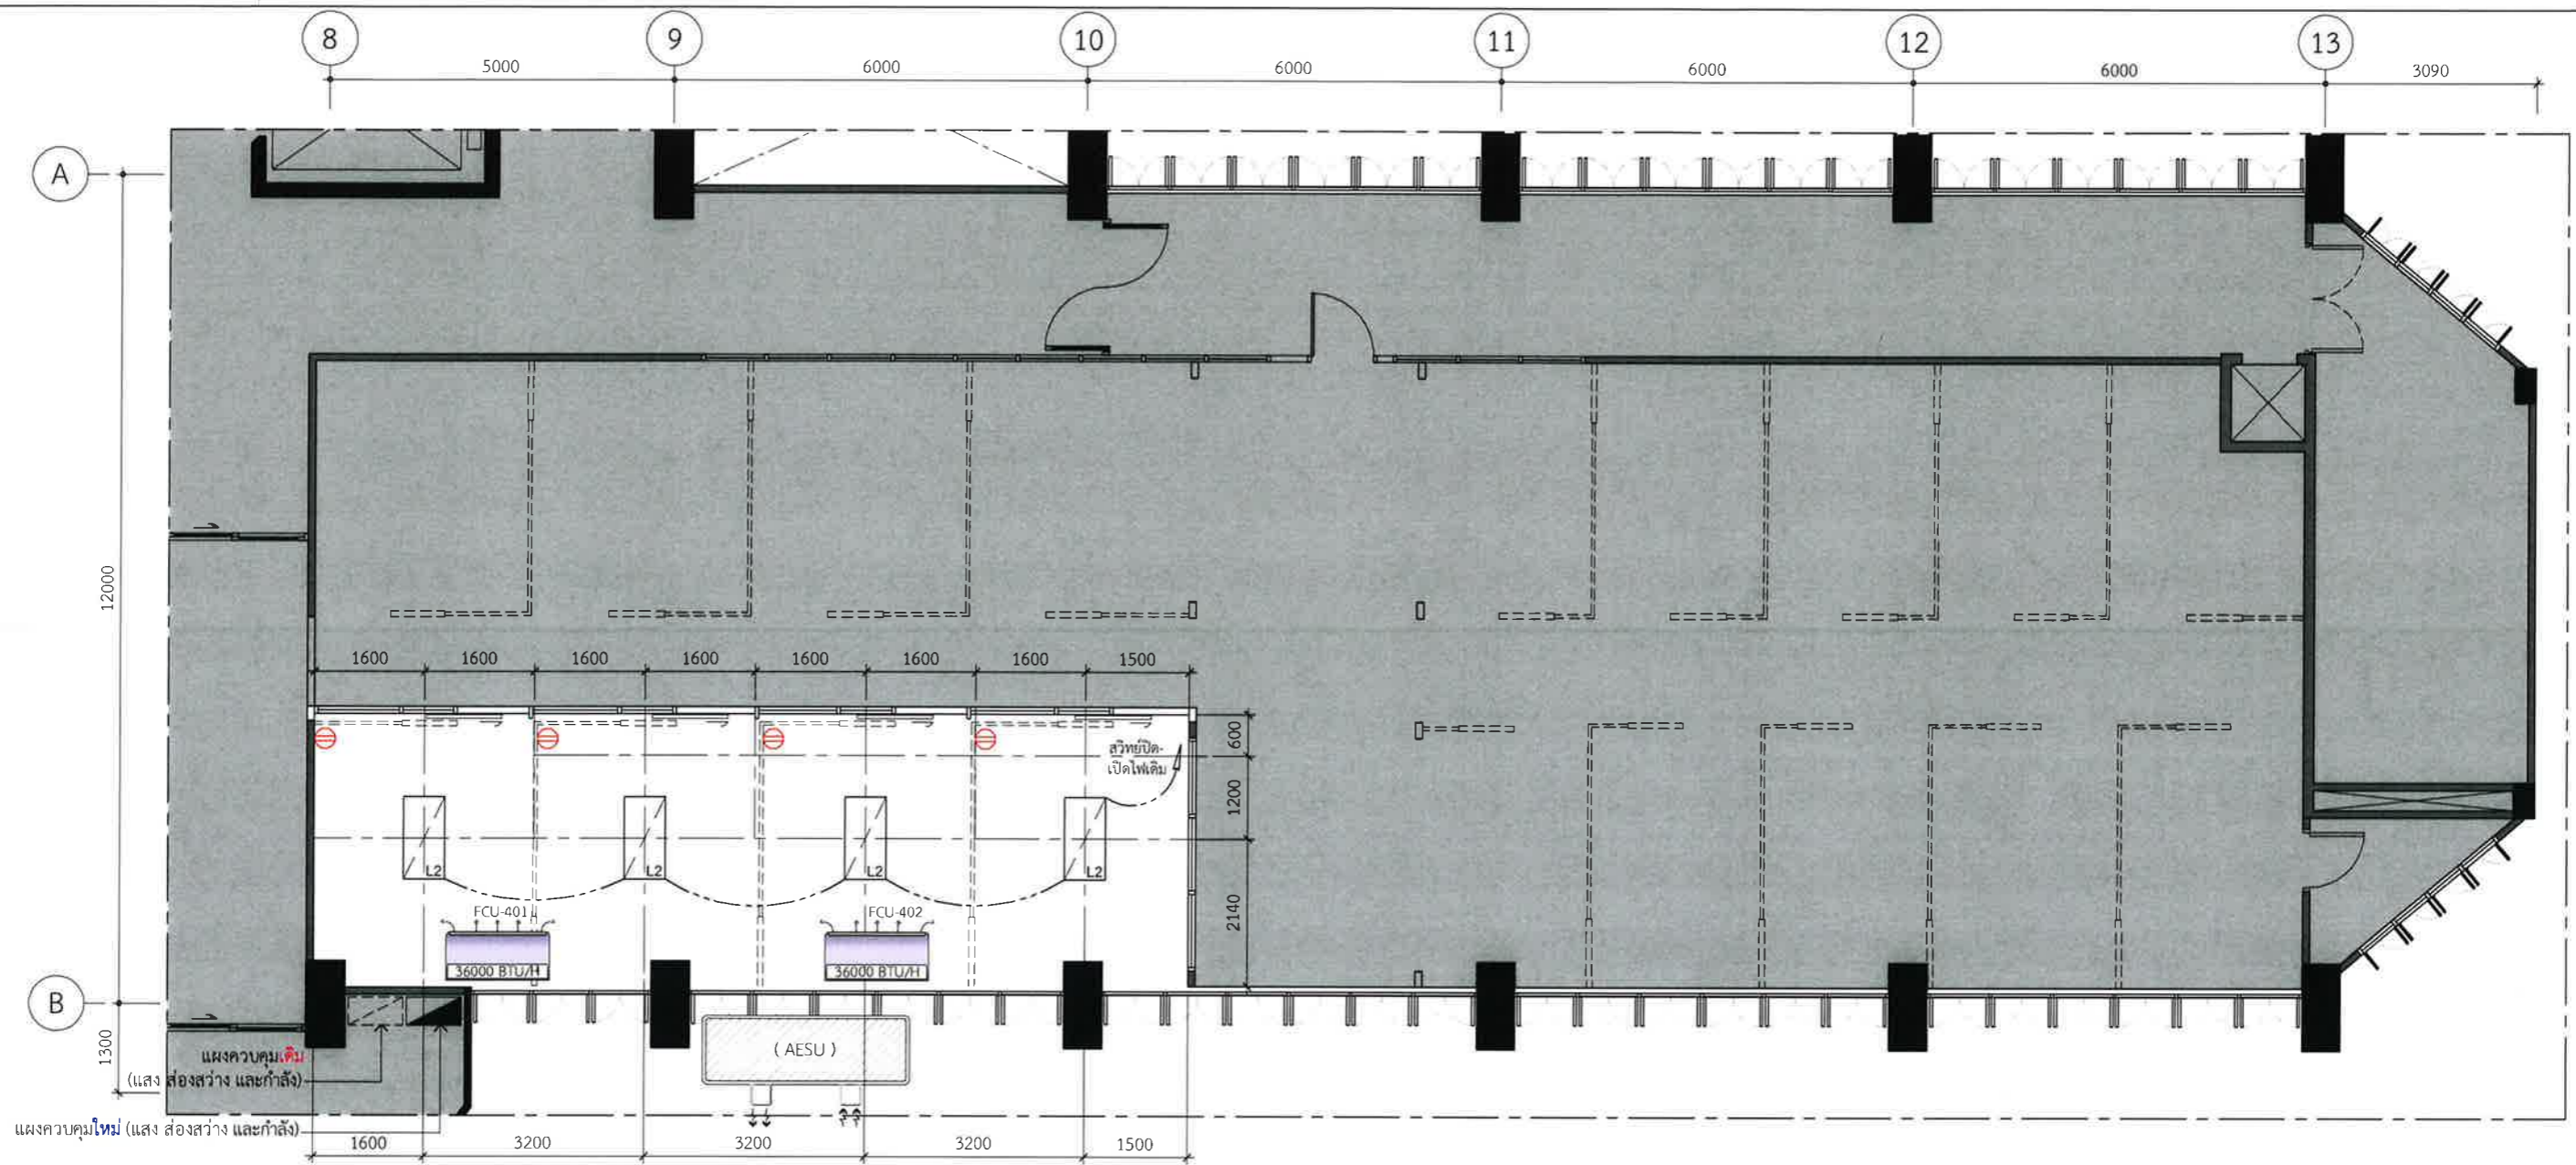 8
9
10
11
12
13
5000
6000
6000
6000
6000
3090
A
12000
1600
1600
1600
1600
1600
1600
1600
1500
600
สวิทย์ปิด-
เปิดไฟเดิม
1200
L2
L2
L2
L2
2140
FCU-401
FCU-402
36000 BTU/H
36000 BTU/H
B
1300
( AESU )
แผงควบคุมเดิม
(แสง ส่องสว่าง และกำลัง)
แผงควบคุมใหม่ (แสง ส่องสว่าง และกำลัง)
1600
3200
3200
3200
1500